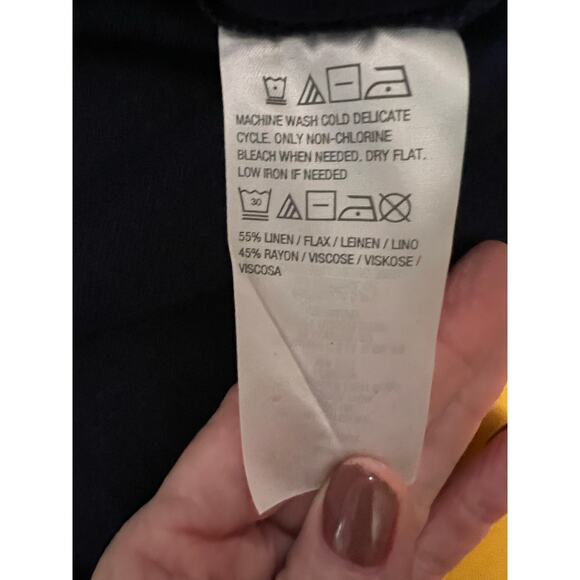 MACHINE WASH COLD DELICATE
CYCLE. ONLY NON-CHLORINE
BLEACH WHEN NEEDED. DRY FLAT.
LOW IRON IF NEEDED
30
55% LINEN / FLAX / LEINEN / LINO
45% RAYON / VISCOSE / VISKOSE /
VISCOSA